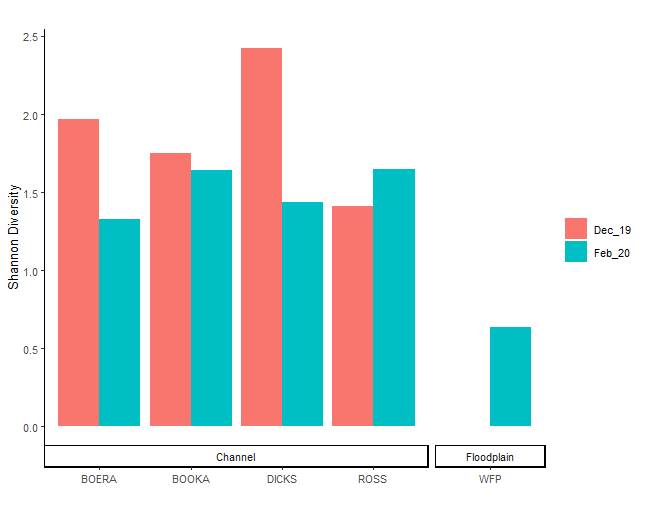 2.5
2.0
1.5
1.0
0.5
0.0
Shannon Diversity
Dec_19
Feb_20
Channel
Floodplain
BOERA
BOOKA
DICKS
ROSS
WFP